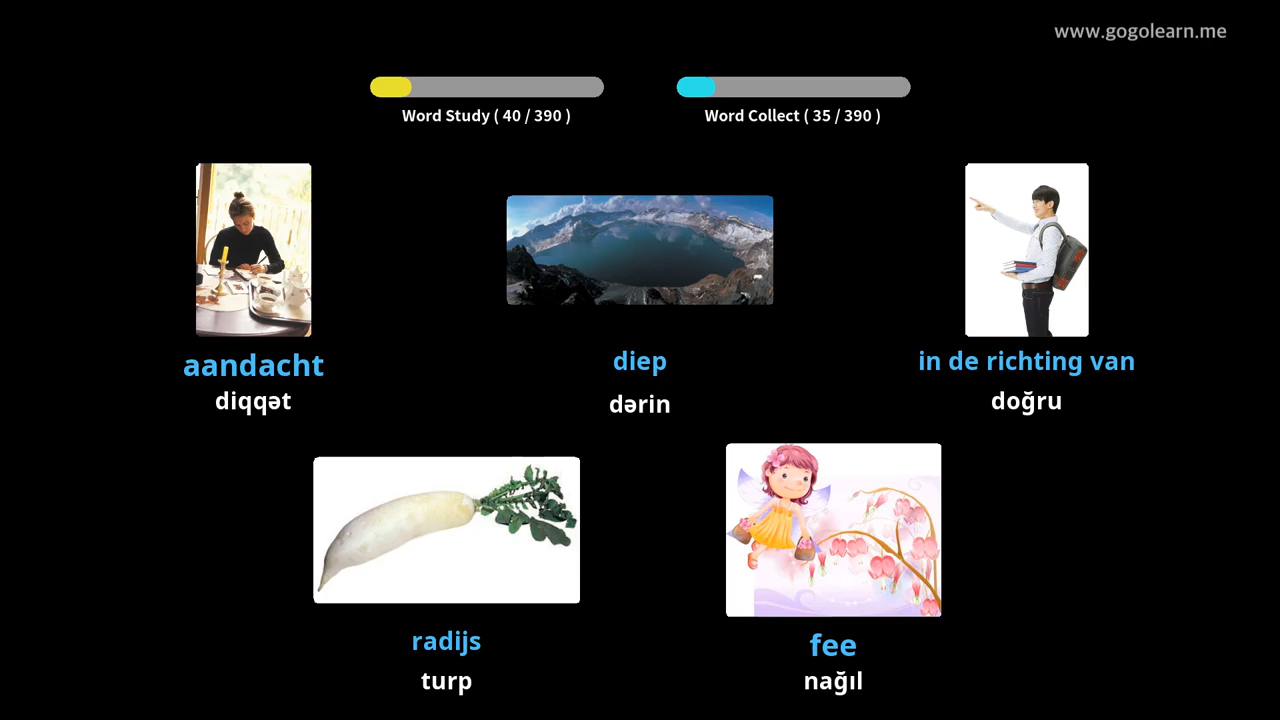 www.gogolearn.me
Word Study ( 40 / 390 )
Word Collect ( 35 / 390 )
aandacht
diqqət
diep
dərin
in de richting van
doğru
radijs
turp
fee
nağıl